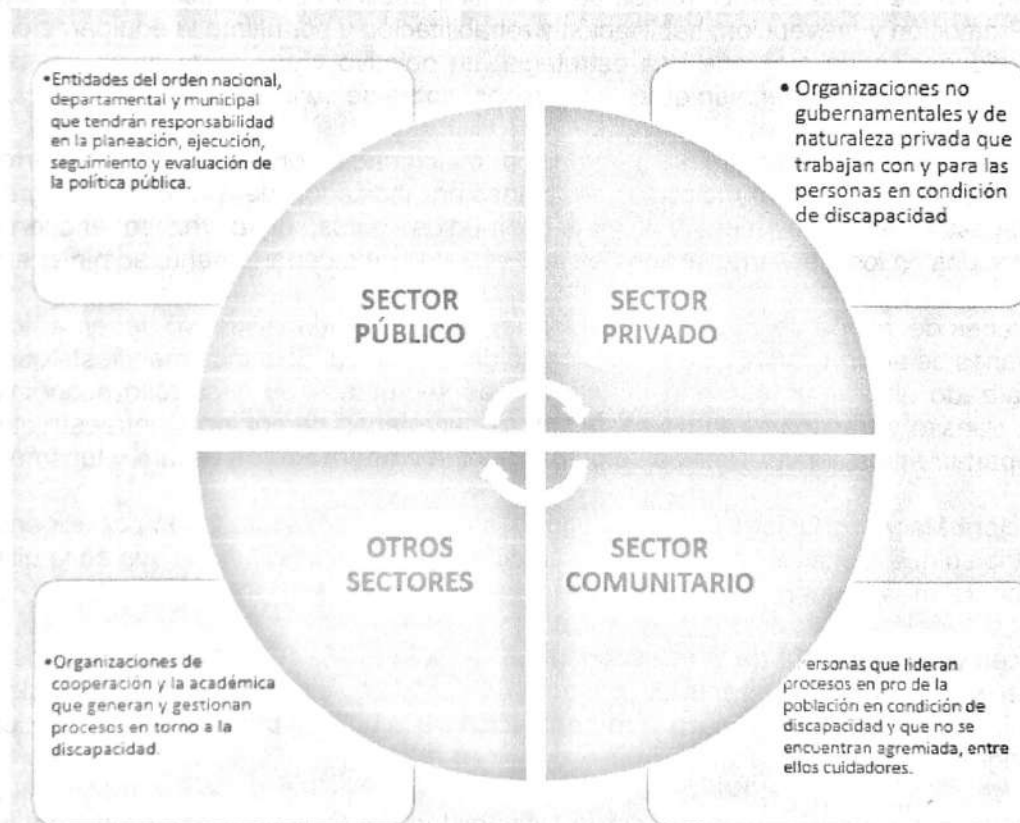 •Entidades del orden nacional,
departamental y municipal
que tendrán responsabilidad
en la planeación, ejecución,
seguimiento y evaluación de
la política pública.
• Organizaciones no
gubernamentales y de
naturaleza privada que
trabajan con y para las
personas en condición
de discapacidad
SECTOR
PÚBLICO
SECTOR
PRIVADO
OTROS
SECTORES
SECTOR
COMUNITARIO
•Organizaciones de
cooperación y la académica
que generan y gestionan
procesos en torno a la
discapacidad.
ersonas que lideran
procesos en pro de la
población en condición de
discapacidad y que no se
encuentran agremiada, entre
ellos cuidadores.